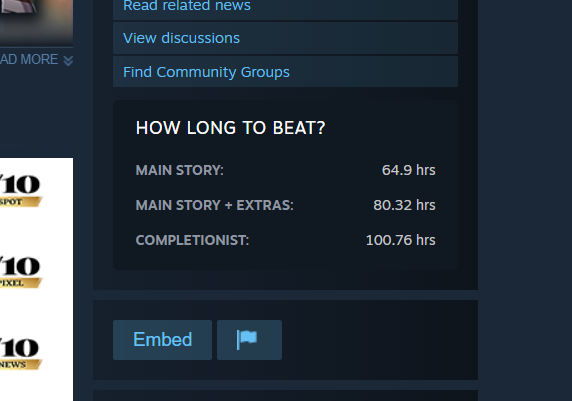 Read related news
View discussions
AD MORE
Find Community Groups
HOW LONG TO BEAT?
MAIN STORY: 64.9 hrs
MAIN STORY + EXTRAS: 80.32 hrs
COMPLETIONIST: 100.76 hrs
/10
SPOT
/10
PIXEL
/10
NEWS
Embed